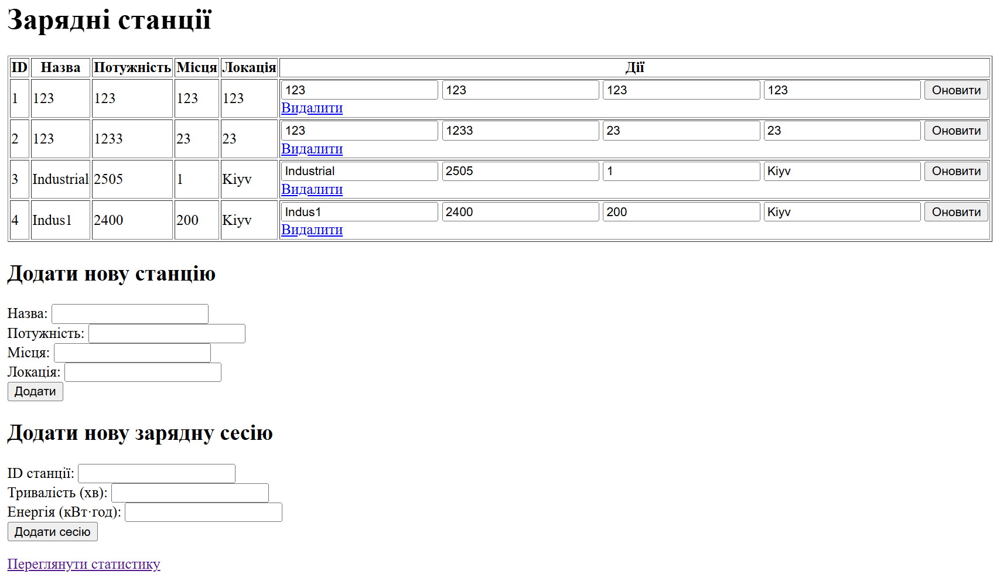 Зарядні станції
ID Назва Потужність Місця Локація Дії
1 123 123 123 123 123 123 123 123 Оновити
Видалити
2 123 1233 23 23 123 1233 23 23 Оновити
Видалити
3 Industrial 2505 1 Kiyv Industrial 2505 1 Kiyv Оновити
Видалити
4 Indus1 2400 200 Kiyv Indus1 2400 200 Kiyv Оновити
Видалити
Додати нову станцію
Назва:
Потужність:
Місця:
Локація:
Додати
Додати нову зарядну сесію
ID станції:
Тривалість (хв):
Енергія (кВт·год):
Додати сесію
Переглянути статистику